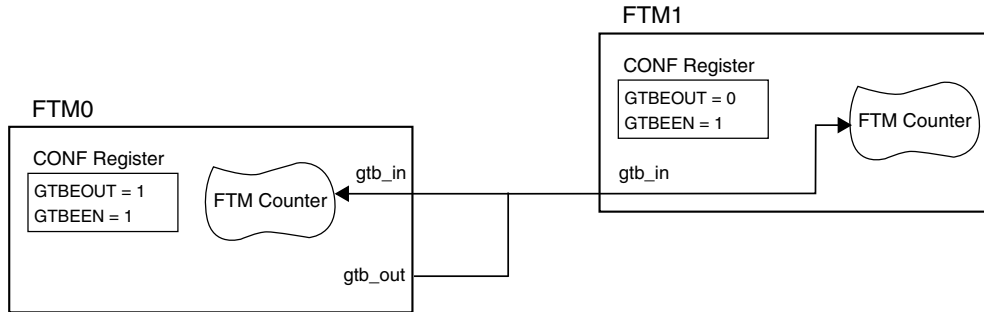 FTM1
CONF Register
GTBEOUT = 0
GTBEEN = 1
FTM Counter
gtb_in
FTM0
CONF Register
GTBEOUT = 1
GTBEEN = 1
FTM Counter
gtb_in
gtb_out